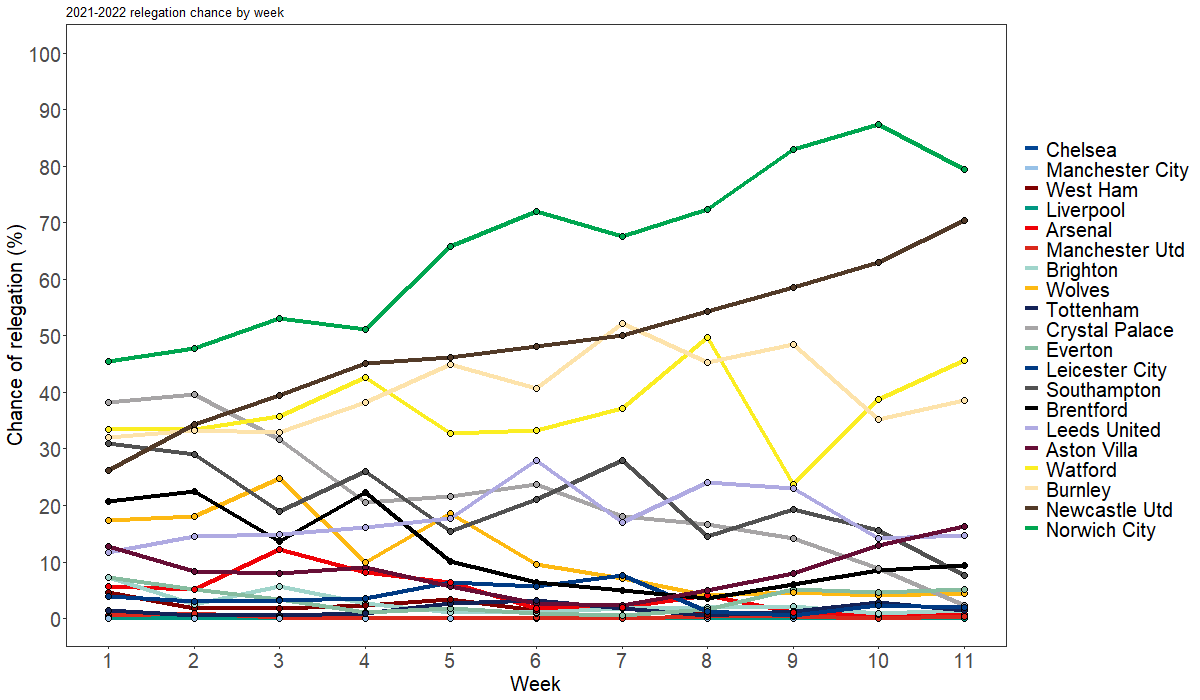 2021-2022 relegation chance by week
Chance of relegation (%)
100
90
80
70
60
50
40
30
20
10
0
1 2 3 4 5 6 7 8 9 10 11
Week
Chelsea
Manchester City
West Ham
Liverpool
Arsenal
Manchester Utd
Brighton
Wolves
Tottenham
Crystal Palace
Everton
Leicester City
Southampton
Brentford
Leeds United
Aston Villa
Watford
Burnley
Newcastle Utd
Norwich City